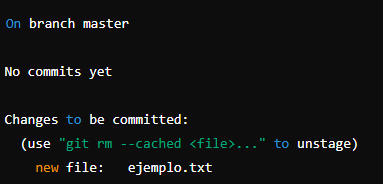 On branch master
No commits yet
Changes to be committed:
(use "git rm --cached <file>..." to unstage)
new file: ejemplo.txt